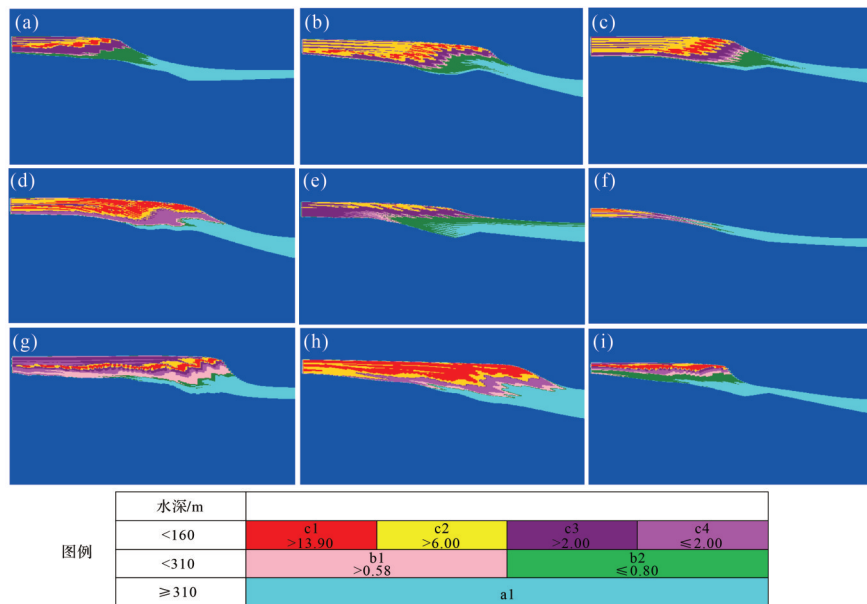 (a)
(b)
(c)
(d)
(e)
(f)
(g)
(h)
(i)
图例
水深/m
<160
c1
>13.90
c2
>6.00
c3
>2.00
c4
≤2.00
<310
b1
>0.58
b2
≤0.80
≥310
a1